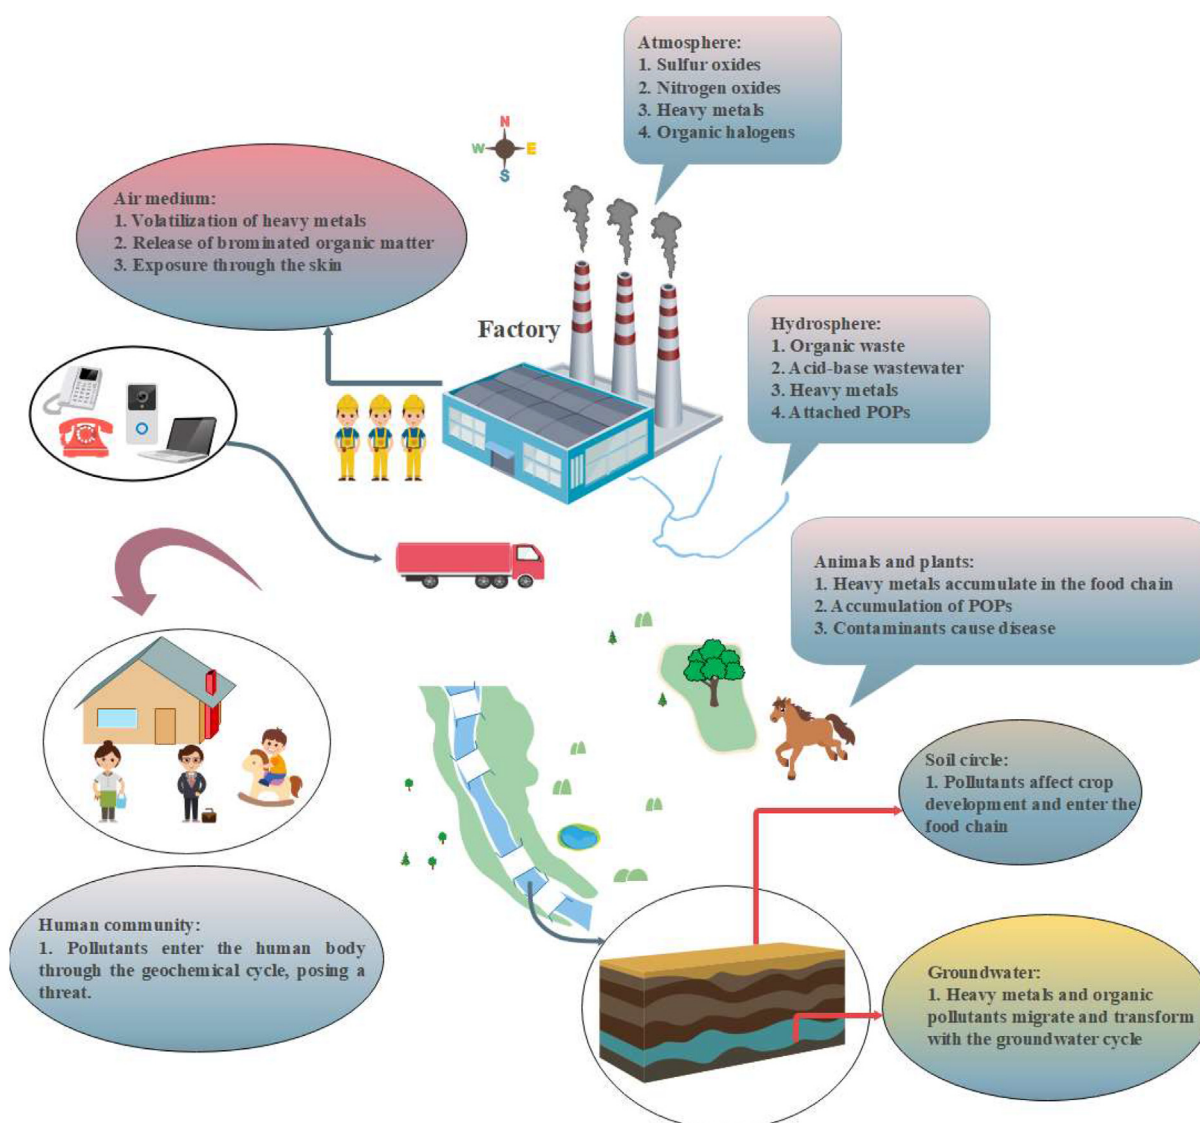 Atmosphere:
1. Sulfur oxides
2. Nitrogen oxides
3. Heavy metals
4. Organic halogens
N
W
E
S
Air medium:
1. Volatilization of heavy metals
2. Release of brominated organic matter
3. Exposure through the skin
Factory
Hydrosphere:
1. Organic waste
2. Acid-base wastewater
3. Heavy metals
4. Attached POPs
Animals and plants:
1. Heavy metals accumulate in the food chain
2. Accumulation of POPs
3. Contaminants cause disease
Soil circle:
1. Pollutants affect crop
development and enter the
food chain
Human community:
1. Pollutants enter the human body
through the geochemical cycle, posing a
threat.
Groundwater:
1. Heavy metals and organic
pollutants migrate and transform
with the groundwater cycle